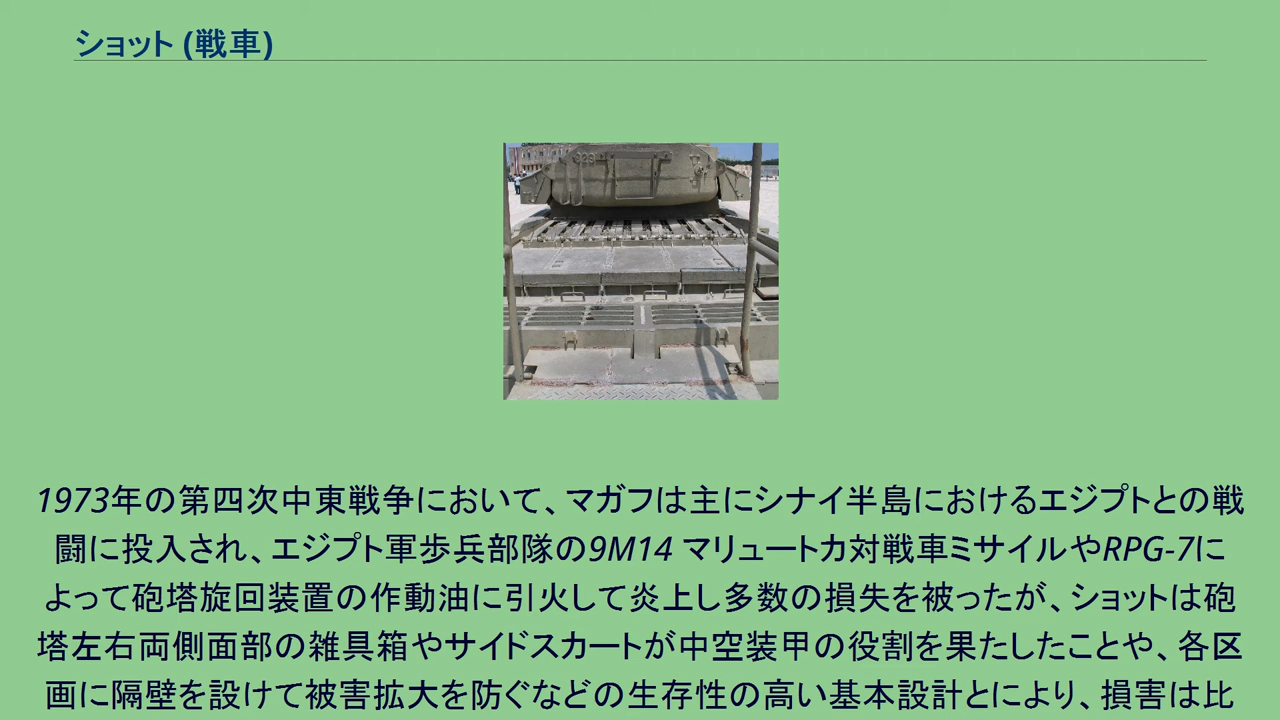 ショット (戦車)
1973年の第四次中東戦争において、マガフは主にシナイ半島におけるエジプトとの戦
闘に投入され、エジプト軍歩兵部隊の9M14 マリュートカ対戦車ミサイルやRPG-7に
よって砲塔旋回装置の作動油に引火して炎上し多数の損失を被ったが、ショットは砲
塔左右両側面部の雑具箱やサイドスカートが中空装甲の役割を果たしたことや、各区
画に隔壁を設けて被害拡大を防ぐなどの生存性の高い基本設計とにより、損害は比